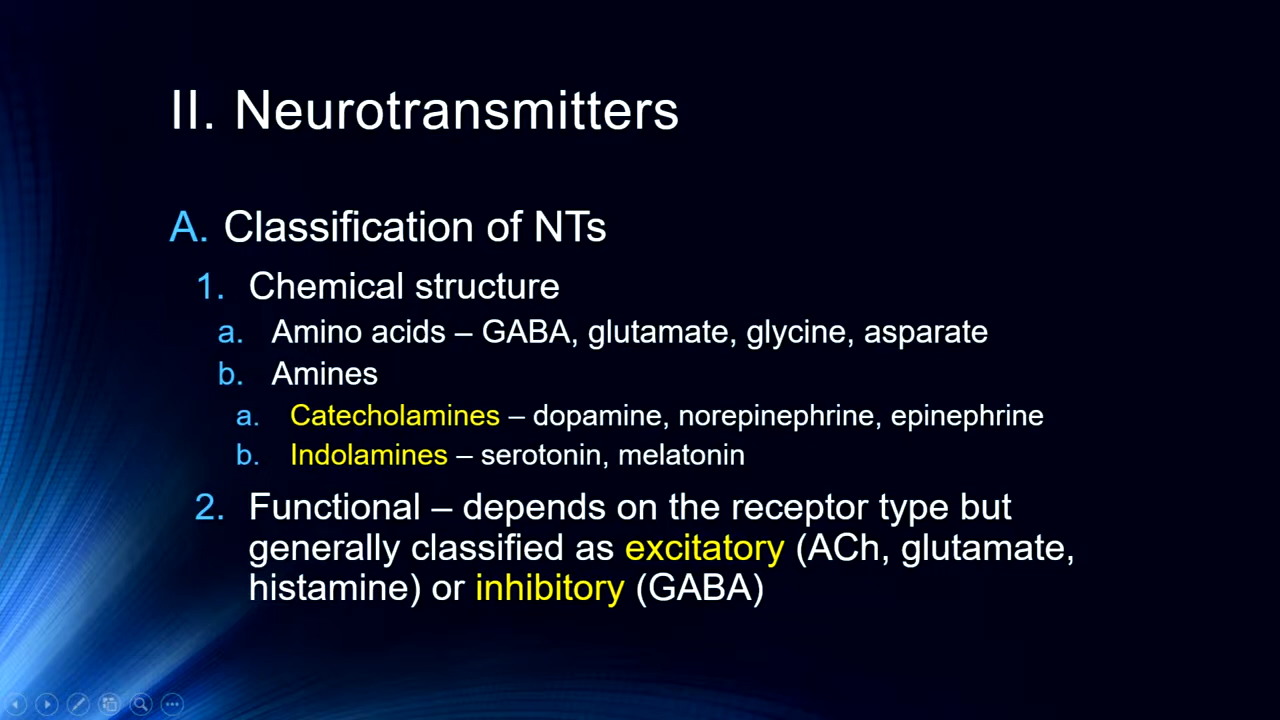 II. Neurotransmitters
A. Classification of NTs
1. Chemical structure
a. Amino acids – GABA, glutamate, glycine, asparate
b. Amines
a. Catecholamines – dopamine, norepinephrine, epinephrine
b. Indolamines – serotonin, melatonin
2. Functional – depends on the receptor type but
generally classified as excitatory (ACh, glutamate,
histamine) or inhibitory (GABA)